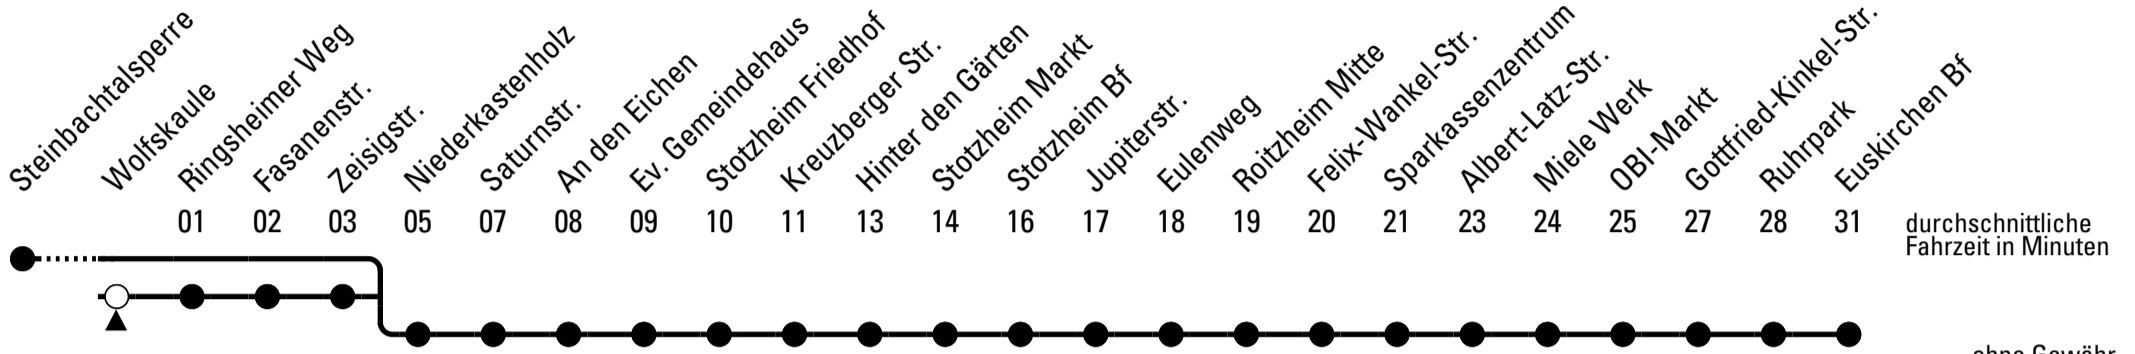 Steinbachtalsperre
Wolfskaule
Ringsheimer Weg
Fasanenstr.
Zeisigstr.
Niederkastenholz
Saturnstr.
An den Eichen
Ev. Gemeindehaus
Stotzheim Friedhof
Kreuzberger Str.
Hinter den Gärten
Stotzheim Markt
Stotzheim Bf
Jupiterstr.
Eulenweg
Roitzheim Mitte
Felix-Wankel-Str.
Sparkassenzentrum
Albert-Latz-Str.
Miele Werk
OBI-Markt
Gottfried-Kinkel-Str.
Ruhrpark
Euskirchen Bf
01 02 03 05 07 08 09 10 11 13 14 16 17 18 19 20 21 23 24 25 27 28 31
durchschnittliche
Fahrzeit in Minuten
ohne Gewähr